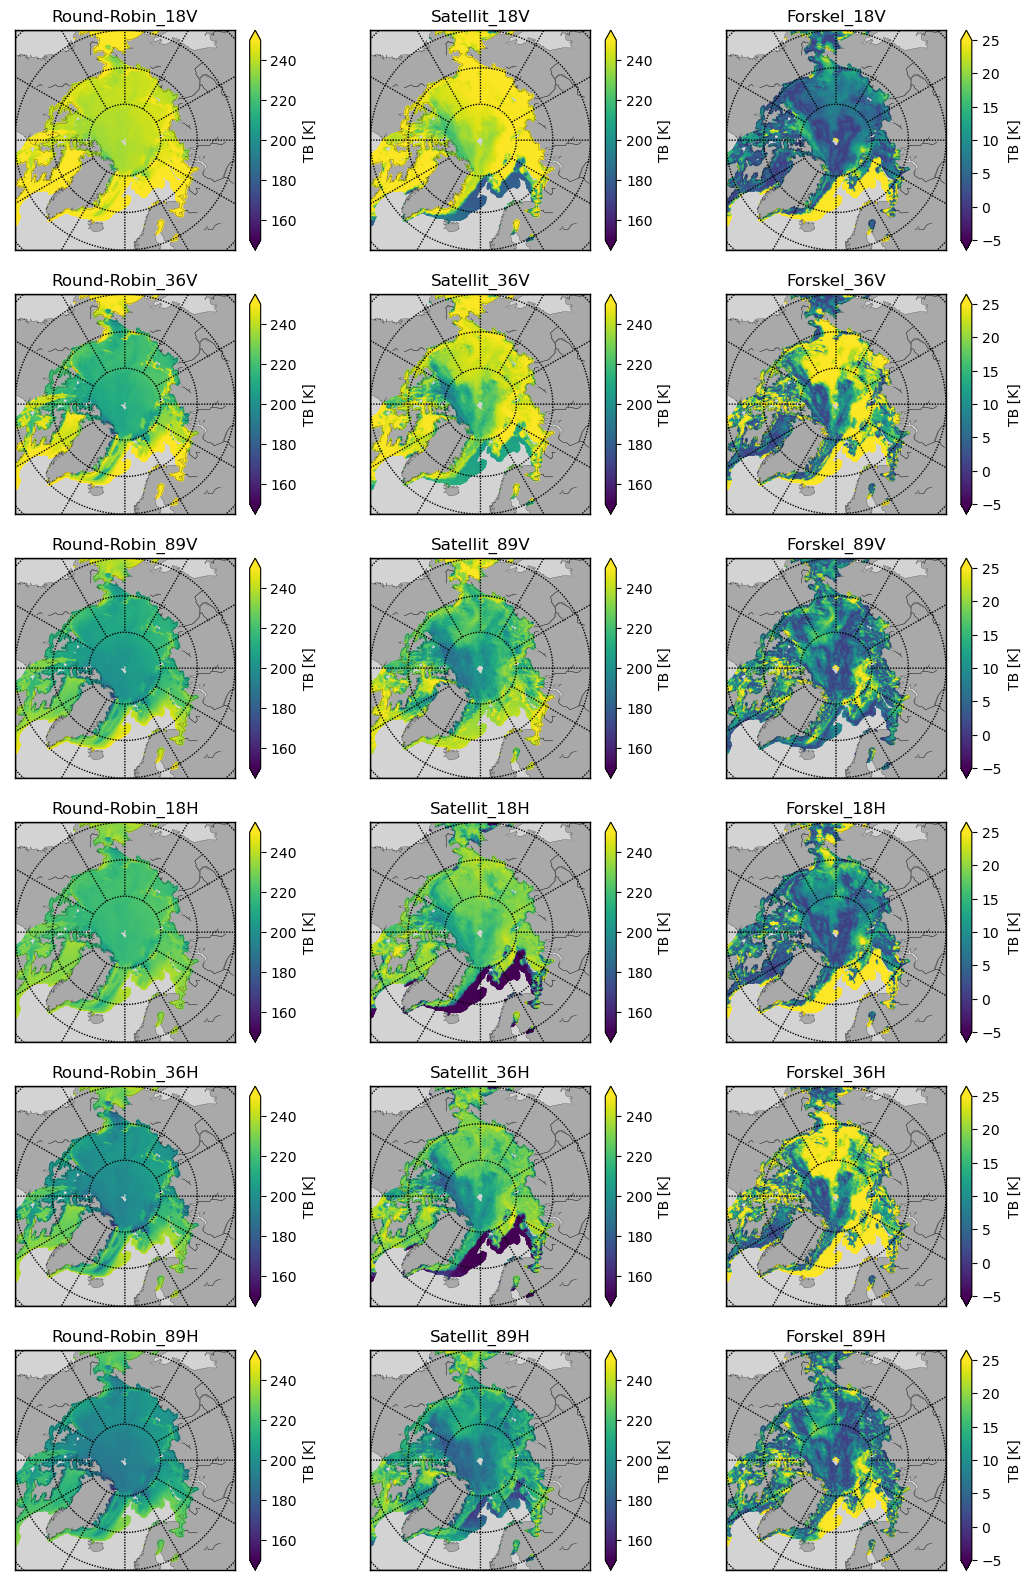 Round-Robin_18V Satellit_18V Forskel_18V
240 220 200 180 160 TB [K]
240 220 200 180 160 TB [K]
25 20 15 10 5 0 −5 TB [K]
Round-Robin_36V Satellit_36V Forskel_36V
240 220 200 180 160 TB [K]
240 220 200 180 160 TB [K]
25 20 15 10 5 0 −5 TB [K]
Round-Robin_89V Satellit_89V Forskel_89V
240 220 200 180 160 TB [K]
240 220 200 180 160 TB [K]
25 20 15 10 5 0 −5 TB [K]
Round-Robin_18H Satellit_18H Forskel_18H
240 220 200 180 160 TB [K]
240 220 200 180 160 TB [K]
25 20 15 10 5 0 −5 TB [K]
Round-Robin_36H Satellit_36H Forskel_36H
240 220 200 180 160 TB [K]
240 220 200 180 160 TB [K]
25 20 15 10 5 0 −5 TB [K]
Round-Robin_89H Satellit_89H Forskel_89H
240 220 200 180 160 TB [K]
240 220 200 180 160 TB [K]
25 20 15 10 5 0 −5 TB [K]